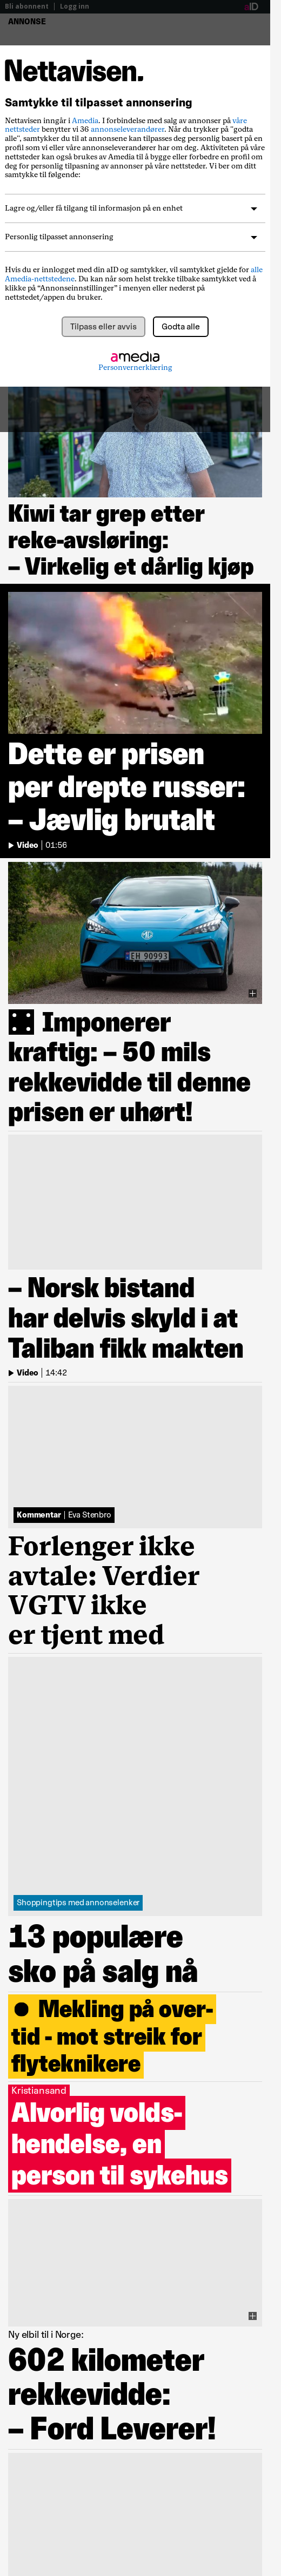 Bli abonnent | Logg inn
aID
ANNONSE
Nettavisen.
Samtykke til tilpasset annonsering
Nettavisen inngår i Amedia. I forbindelse med salg av annonser på våre
nettsteder benytter vi 36 annonseleverandører. Når du trykker på "godta
alle", samtykker du til at annonsene kan tilpasses deg personlig basert på en
profil som vi eller våre annonseleverandører har om deg. Aktiviteten på våre
nettsteder kan også brukes av Amedia til å bygge eller forbedre en profil om
deg for personlig tilpasning av annonser på våre nettsteder. Vi ber om ditt
samtykke til følgende:
Lagre og/eller få tilgang til informasjon på en enhet
Personlig tilpasset annonsering
Hvis du er innlogget med din aID og samtykker, vil samtykket gjelde for alle
Amedia-nettstedene. Du kan når som helst trekke tilbake samtykket ved å
klikke på “Annonseinnstillinger” i menyen eller nederst på
nettstedet/appen du bruker.
Tilpass eller avvis
Godta alle
amedia
Personvernerklæring
Kiwi tar grep etter
reke-avsløring:
– Virkelig et dårlig kjøp
Dette er prisen
per drepte russer:
– Jævlig brutalt
Video | 01:56
MG
EH 90993
Imponerer
kraftig: – 50 mils
rekkevidde til denne
prisen er uhørt!
– Norsk bistand
har delvis skyld i at
Taliban fikk makten
Video | 14:42
Kommentar | Eva Stenbro
Forlenger ikke
avtale: Verdier
VGTV ikke
er tjent med
Shoppingtips med annonselenker
13 populære
sko på salg nå
Mekling på over-
tid - mot streik for
flyteknikere
Kristiansand
Alvorlig volds-
hendelse, en
person til sykehus
Ny elbil til i Norge:
602 kilometer
rekkevidde:
– Ford Leverer!